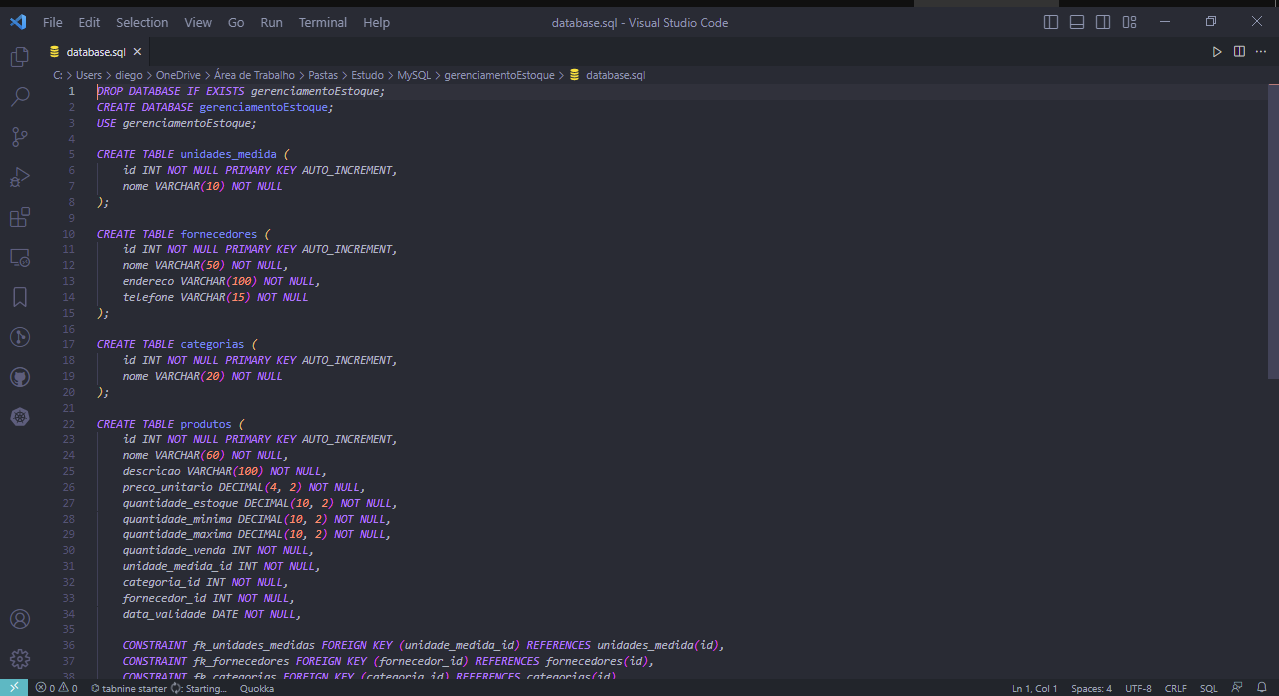 File Edit Selection View Go Run Terminal Help database.sql - Visual Studio Code
database.sql
C: > Users > diego > OneDrive > Área de Trabalho > Pastas > Estudo > MySQL > gerenciamentoEstoque > database.sql
1 DROP DATABASE IF EXISTS gerenciamentoEstoque;
2 CREATE DATABASE gerenciamentoEstoque;
3 USE gerenciamentoEstoque;
4
5 CREATE TABLE unidades_medida (
6 id INT NOT NULL PRIMARY KEY AUTO_INCREMENT,
7 nome VARCHAR(10) NOT NULL
8 );
9
10 CREATE TABLE fornecedores (
11 id INT NOT NULL PRIMARY KEY AUTO_INCREMENT,
12 nome VARCHAR(50) NOT NULL,
13 endereco VARCHAR(100) NOT NULL,
14 telefone VARCHAR(15) NOT NULL
15 );
16
17 CREATE TABLE categorias (
18 id INT NOT NULL PRIMARY KEY AUTO_INCREMENT,
19 nome VARCHAR(20) NOT NULL
20 );
21
22 CREATE TABLE produtos (
23 id INT NOT NULL PRIMARY KEY AUTO_INCREMENT,
24 nome VARCHAR(60) NOT NULL,
25 descricao VARCHAR(100) NOT NULL,
26 preco_unitario DECIMAL(4, 2) NOT NULL,
27 quantidade_estoque DECIMAL(10, 2) NOT NULL,
28 quantidade_minima DECIMAL(10, 2) NOT NULL,
29 quantidade_maxima DECIMAL(10, 2) NOT NULL,
30 quantidade_venda INT NOT NULL,
31 unidade_medida_id INT NOT NULL,
32 categoria_id INT NOT NULL,
33 fornecedor_id INT NOT NULL,
34 data_validade DATE NOT NULL,
35
36 CONSTRAINT fk_unidades_medidas FOREIGN KEY (unidade_medida_id) REFERENCES unidades_medida(id),
37 CONSTRAINT fk_fornecedores FOREIGN KEY (fornecedor_id) REFERENCES fornecedores(id),
38 CONSTRAINT fk_categorias FOREIGN KEY (categoria_id) REFERENCES categorias(id)
0 0 tabnine starter : Starting... Quokka Ln 1, Col 1 Spaces: 4 UTF-8 CRLF SQL